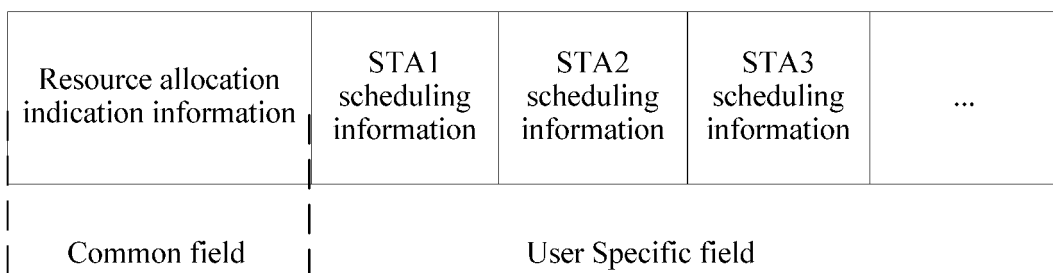 Resource allocation
indication information
STA1
scheduling
information
STA2
scheduling
information
STA3
scheduling
information
...
Common field
User Specific field